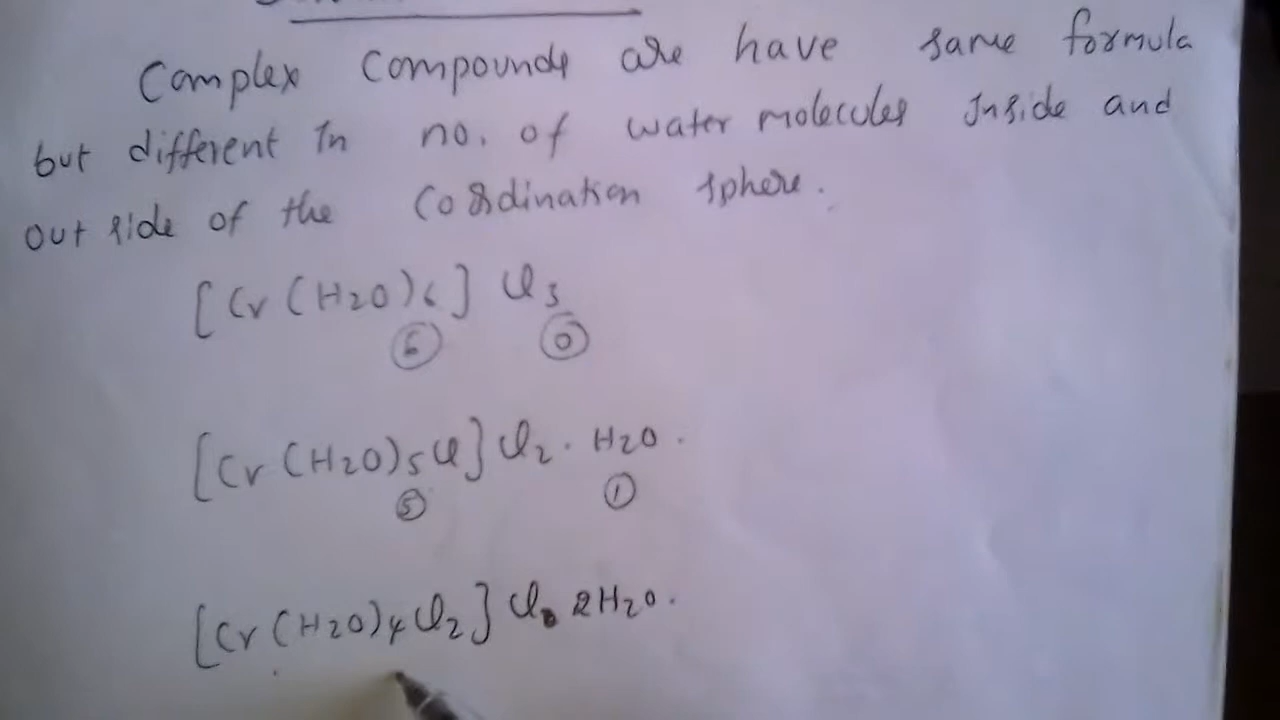 Complex Compounds are have same formula
but different In no. of water molecules Inside and
out side of the Coordination sphere.
[Cr(H2O)6] Cl3
6 0
[Cr(H2O)5Cl]Cl2. H2O.
5 1
[Cr(H2O)4Cl2]Cl. 2H2O.